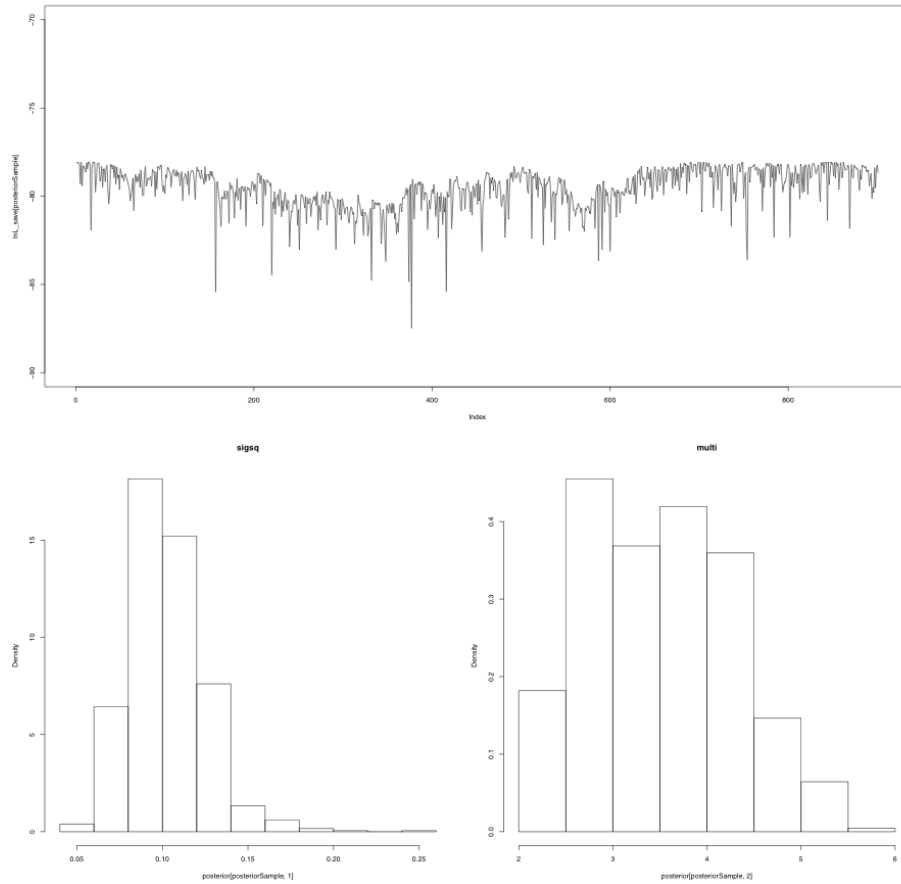 -70
-75
-80
-85
-90
lnL_save[posteriorSample]
0 200 400 600 800
Index
sigsq
15
10
5
0
Density
0.05 0.10 0.15 0.20 0.25
posterior[posteriorSample, 1]
multi
0.4
0.3
0.2
0.1
0.0
Density
2 3 4 5 6
posterior[posteriorSample, 2]